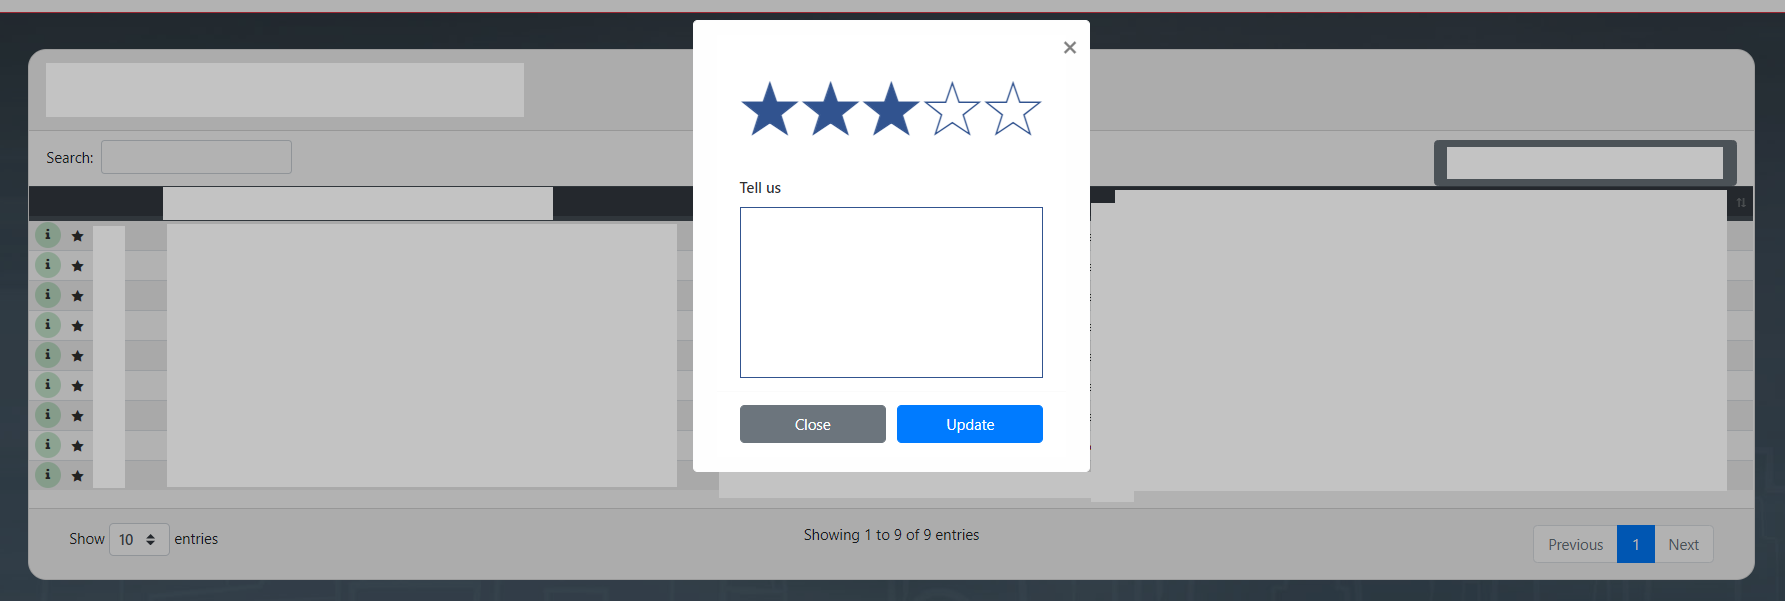 ×
Search:
Tell us
i
i
i
i
i
i
i
i
i
Close
Update
Show 10 entries
Showing 1 to 9 of 9 entries
Previous 1 Next